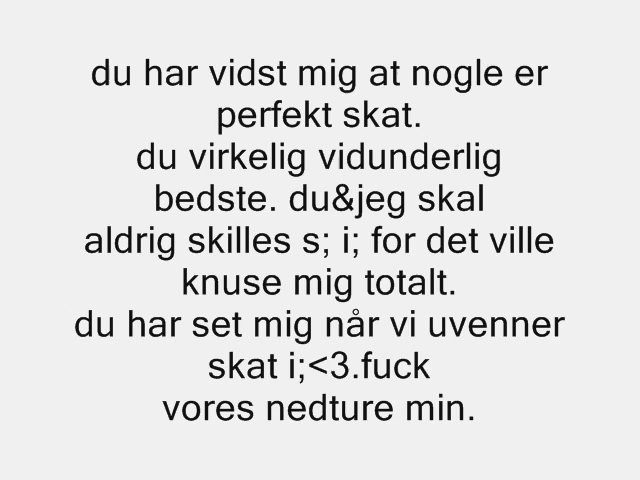 du har vidst mig at nogle er
perfekt skat.
du virkelig vidunderlig
bedste. du&jeg skal
aldrig skilles s; i; for det ville
knuse mig totalt.
du har set mig når vi uvenner
skat i;<3.fuck
vores nedture min.